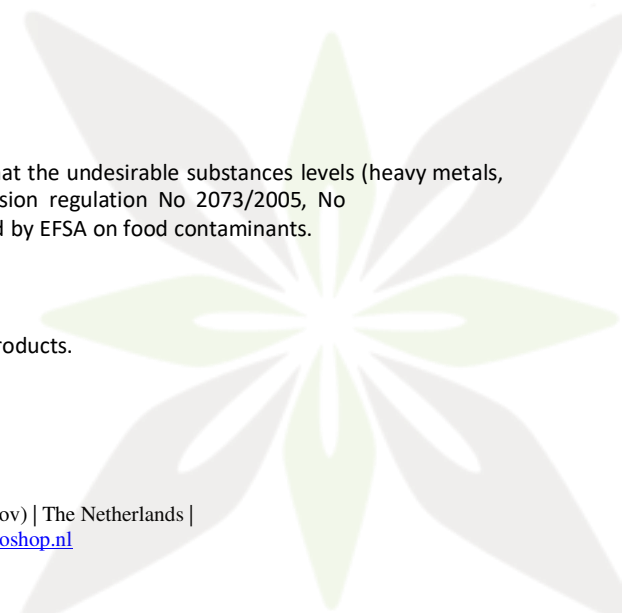 at the undesirable substances levels (heavy metals,
sion regulation No 2073/2005, No
d by EFSA on food contaminants.
roducts.
ov) | The Netherlands |
oshop.nl